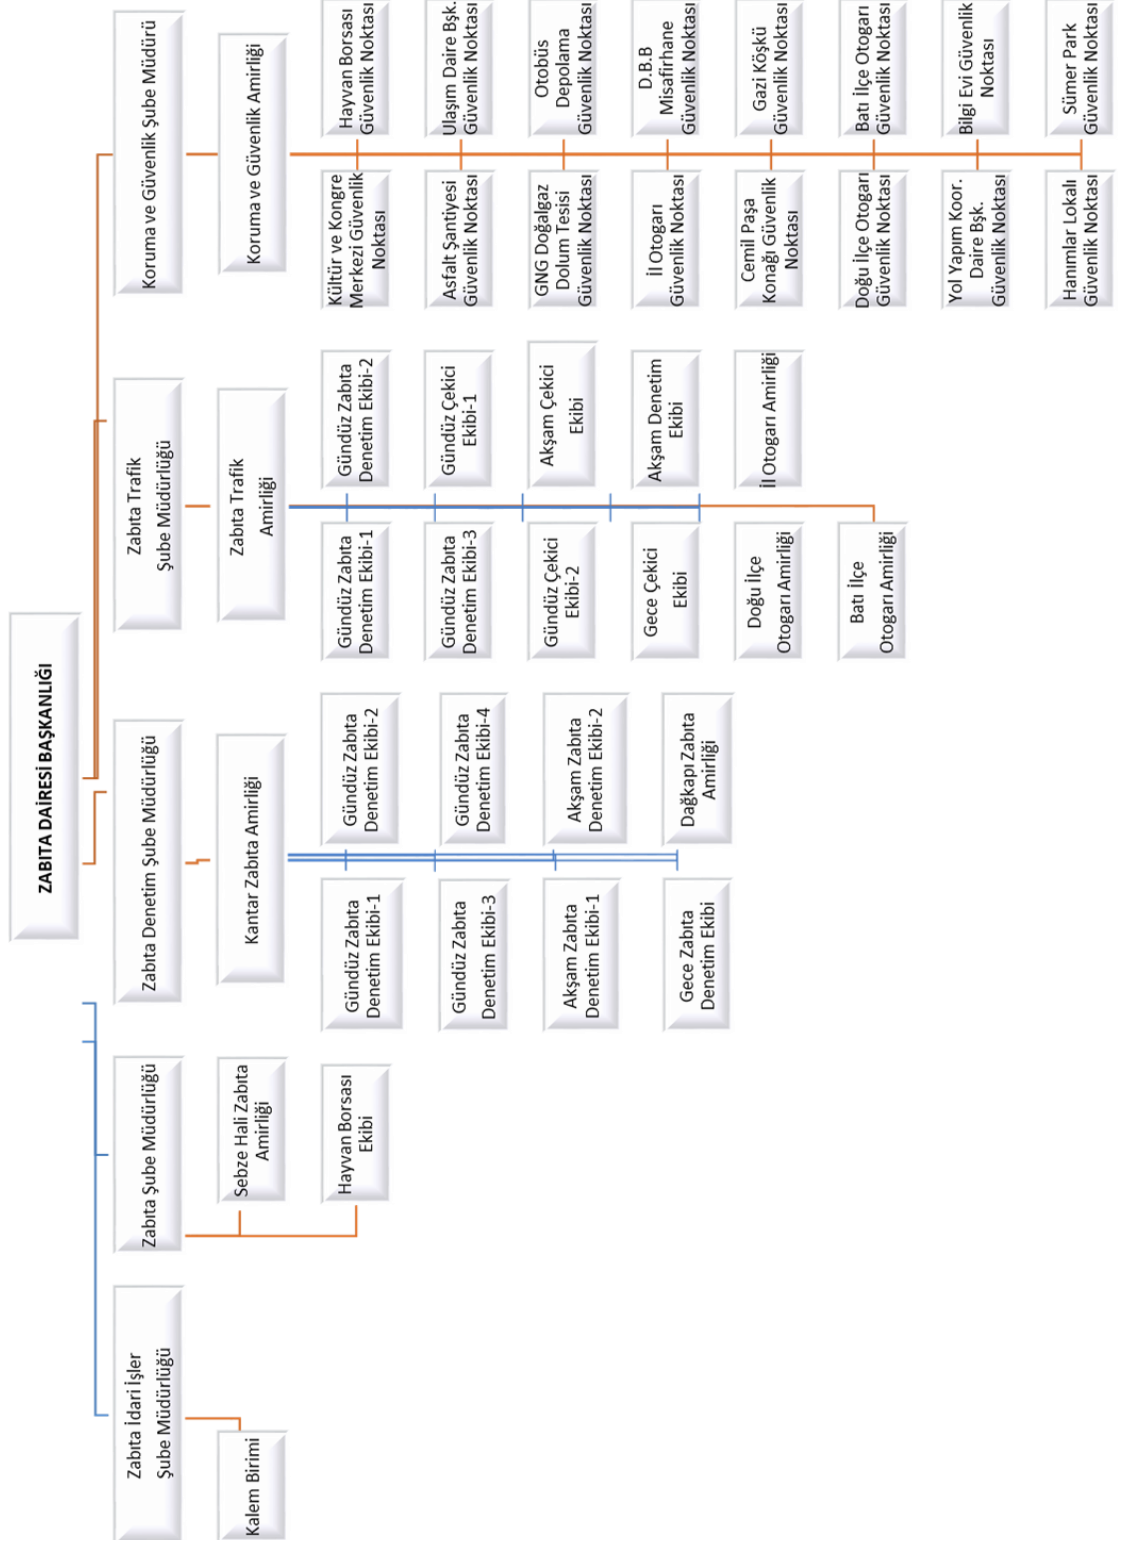 ZABITA DAİRESİ BAŞKANLIĞI
Zabıta İdari İşler
Şube Müdürlüğü
Kalem Birimi
Zabıta Şube Müdürlüğü
Sebze Hali Zabıta
Amirliği
Hayvan Borsası
Ekibi
Zabıta Denetim Şube Müdürlüğü
Kantar Zabıta Amirliği
Gündüz Zabıta
Denetim Ekibi-1
Gündüz Zabıta
Denetim Ekibi-2
Gündüz Zabıta
Denetim Ekibi-3
Gündüz Zabıta
Denetim Ekibi-4
Akşam Zabıta
Denetim Ekibi-1
Akşam Zabıta
Denetim Ekibi-2
Gece Zabıta
Denetim Ekibi
Dağkapı Zabıta
Amirliği
Zabıta Trafik
Şube Müdürlüğü
Zabıta Trafik
Amirliği
Gündüz Zabıta
Denetim Ekibi-1
Gündüz Zabıta
Denetim Ekibi-2
Gündüz Zabıta
Denetim Ekibi-3
Gündüz Çekici
Ekibi-1
Gündüz Çekici
Ekibi-2
Akşam Çekici
Ekibi
Gece Çekici
Ekibi
Akşam Denetim
Ekibi
Doğu İlçe
Otogarı Amirliği
İl Otogarı Amirliği
Batı İlçe
Otogarı Amirliği
Koruma ve Güvenlik Şube Müdürü
Koruma ve Güvenlik Amirliği
Kültür ve Kongre
Merkezi Güvenlik
Noktası
Hayvan Borsası
Güvenlik Noktası
Asfalt Şantiyesi
Güvenlik Noktası
Ulaşım Daire Bşk.
Güvenlik Noktası
GNG Doğalgaz
Dolum Tesisi
Güvenlik Noktası
Otobüs
Depolama
Güvenlik Noktası
İl Otogarı
Güvenlik Noktası
D.B.B
Misafirhane
Güvenlik Noktası
Cemil Paşa
Konağı Güvenlik
Noktası
Gazi Köşkü
Güvenlik Noktası
Doğu İlçe Otogarı
Güvenlik Noktası
Batı İlçe Otogarı
Güvenlik Noktası
Yol Yapım Koor.
Daire Bşk.
Güvenlik Noktası
Bilgi Evi Güvenlik
Noktası
Hanımlar Lokalı
Güvenlik Noktası
Sümer Park
Güvenlik Noktası